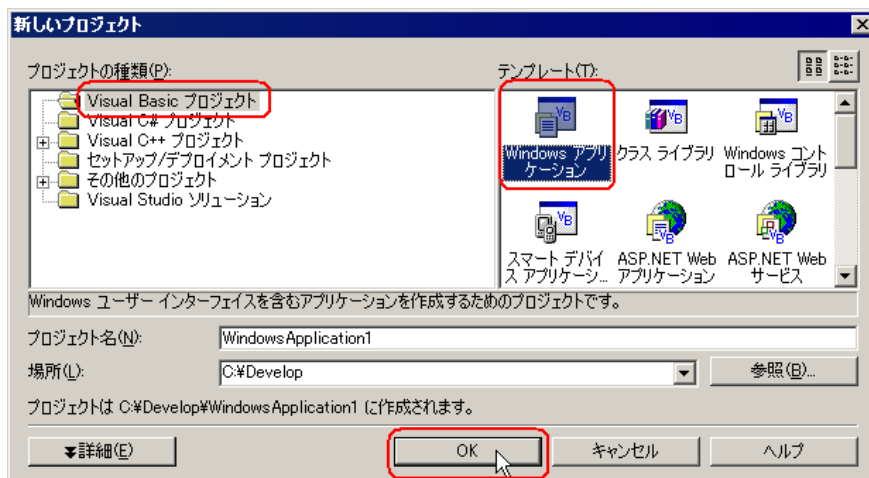 新しいプロジェクト
プロジェクトの種類(P):
テンプレート(T):
Visual Basic プロジェクト
Visual C# プロジェクト
Visual C++ プロジェクト
セットアップ/デプロイメント プロジェクト
その他のプロジェクト
Visual Studio ソリューション
VB
VB
VB
Windows アプリ
ケーション
クラス ライブラリ
Windows コント
ロール ライブラリ
VB
VB
VB
スマート デバイ
ス アプリケーシ...
ASP.NET Web
アプリケーション
ASP.NET Web
サービス
Windows ユーザー インターフェイスを含むアプリケーションを作成するためのプロジェクトです。
プロジェクト名(N):
WindowsApplication1
場所(L):
C:¥Develop
参照(B)...
プロジェクトは C:¥Develop¥WindowsApplication1 に作成されます。
詳細(E)
OK
キャンセル
ヘルプ